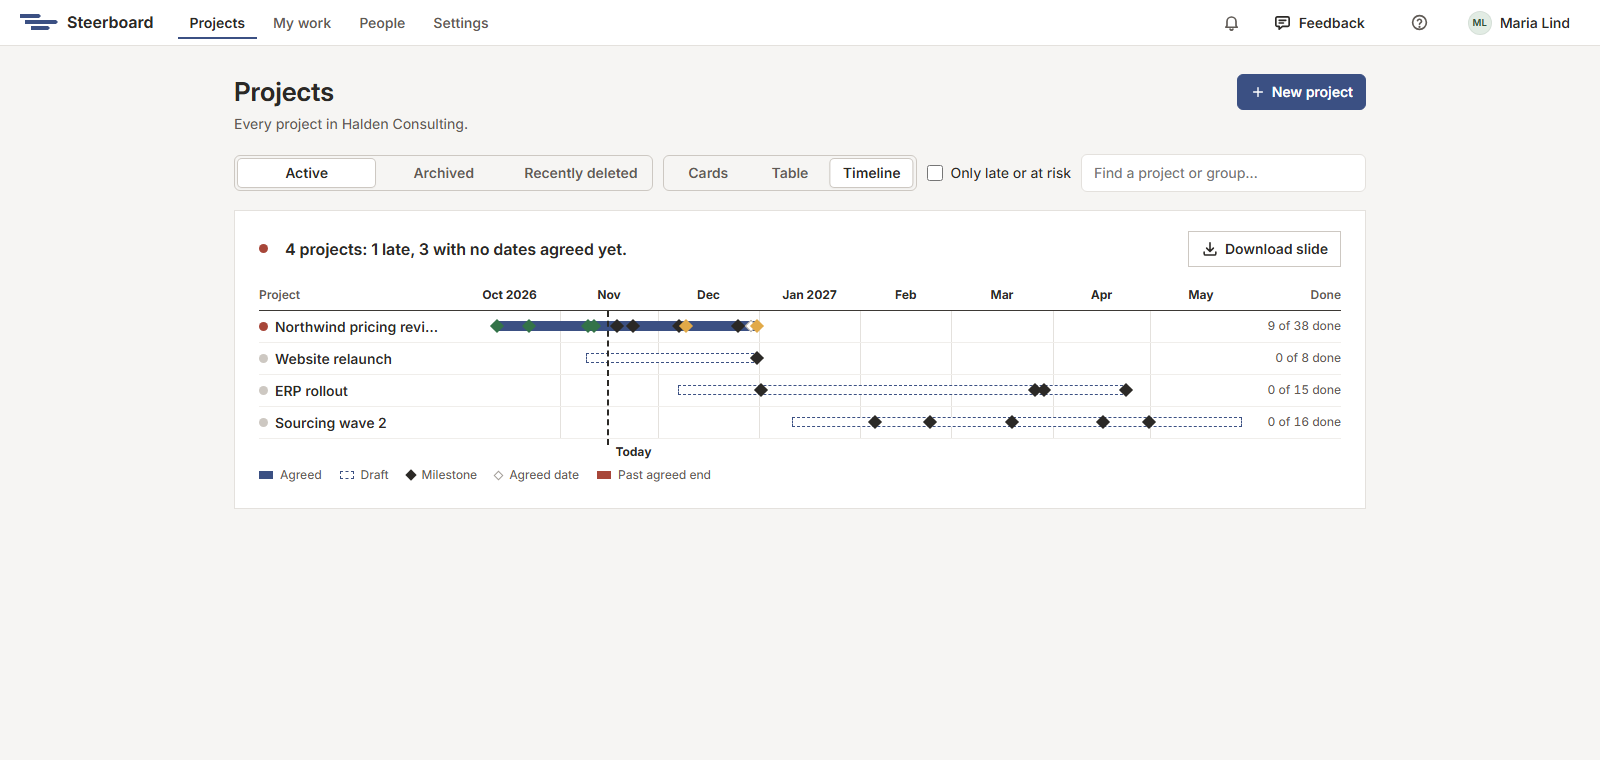 Steerboard Projects My work People Settings Feedback ML Maria Lind
Projects
+ New project
Every project in Halden Consulting.
Active Archived Recently deleted Cards Table Timeline Only late or at risk Find a project or group...
4 projects: 1 late, 3 with no dates agreed yet.
Download slide
Project Oct 2026 Nov Dec Jan 2027 Feb Mar Apr May Done
Northwind pricing revi... 9 of 38 done
Website relaunch 0 of 8 done
ERP rollout 0 of 15 done
Sourcing wave 2 0 of 16 done
Today
Agreed Draft Milestone Agreed date Past agreed end